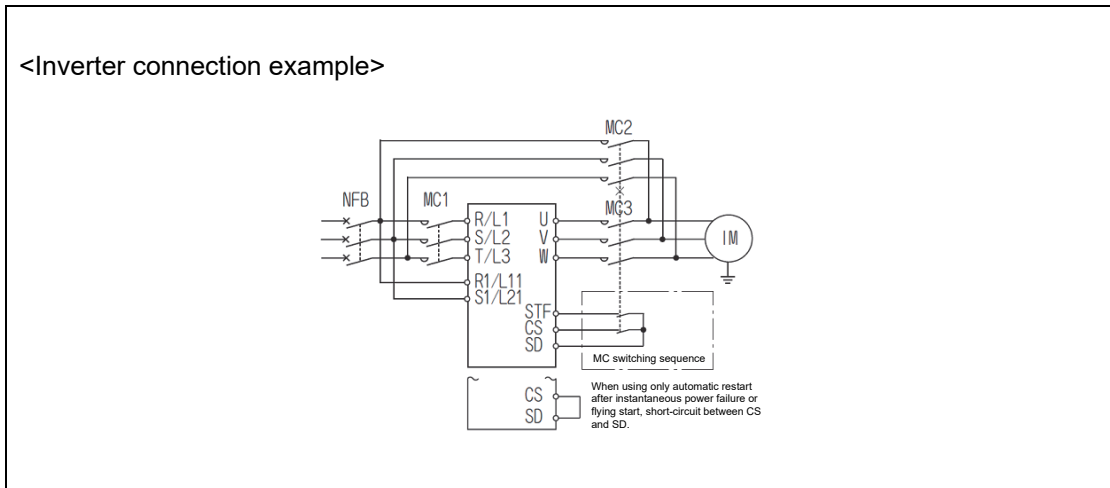 <Inverter connection example>
MC2
NFB
MC1
MC3
R/L1
U
S/L2
V
IM
T/L3
W
R1/L11
S1/L21
STF
CS
SD
MC switching sequence
CS
SD
When using only automatic restart
after instantaneous power failure or
flying start, short-circuit between CS
and SD.